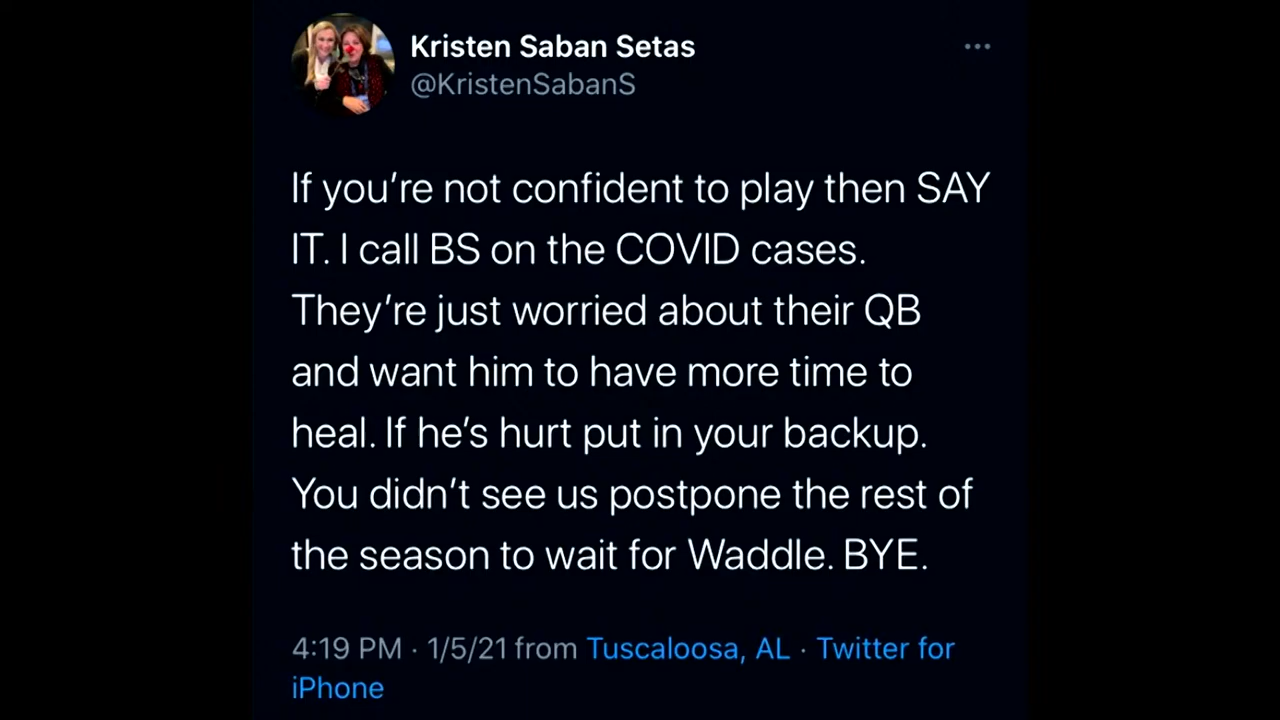 Kristen Saban Setas
@KristenSabanS
If you’re not confident to play then SAY
IT. I call BS on the COVID cases.
They’re just worried about their QB
and want him to have more time to
heal. If he’s hurt put in your backup.
You didn’t see us postpone the rest of
the season to wait for Waddle. BYE.
4:19 PM · 1/5/21 from Tuscaloosa, AL · Twitter for
iPhone